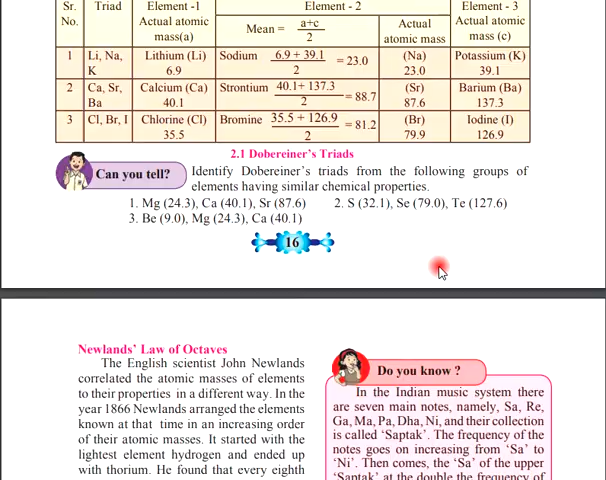 Sr. Triad Element -1 Element - 2 Element - 3
No. Actual atomic mass(a) Mean = a+c / 2 Actual atomic mass Actual atomic mass (c)
1 Li, Na, K Lithium (Li) 6.9 Sodium 6.9 + 39.1 / 2 = 23.0 (Na) 23.0 Potassium (K) 39.1
2 Ca, Sr, Ba Calcium (Ca) 40.1 Strontium 40.1+ 137.3 / 2 = 88.7 (Sr) 87.6 Barium (Ba) 137.3
3 Cl, Br, I Chlorine (Cl) 35.5 Bromine 35.5 + 126.9 / 2 = 81.2 (Br) 79.9 Iodine (I) 126.9
2.1 Dobereiner's Triads
Can you tell?
Identify Dobereiner's triads from the following groups of
elements having similar chemical properties.
1. Mg (24.3), Ca (40.1), Sr (87.6) 2. S (32.1), Se (79.0), Te (127.6)
3. Be (9.0), Mg (24.3), Ca (40.1)
16
Newlands' Law of Octaves
The English scientist John Newlands
correlated the atomic masses of elements
to their properties in a different way. In the
year 1866 Newlands arranged the elements
known at that time in an increasing order
of their atomic masses. It started with the
lightest element hydrogen and ended up
with thorium. He found that every eighth
Do you know ?
In the Indian music system there
are seven main notes, namely, Sa, Re,
Ga, Ma, Pa, Dha, Ni, and their collection
is called 'Saptak'. The frequency of the
notes goes on increasing from 'Sa' to
'Ni'. Then comes, the 'Sa' of the upper
'Saptak' at the double the frequency of